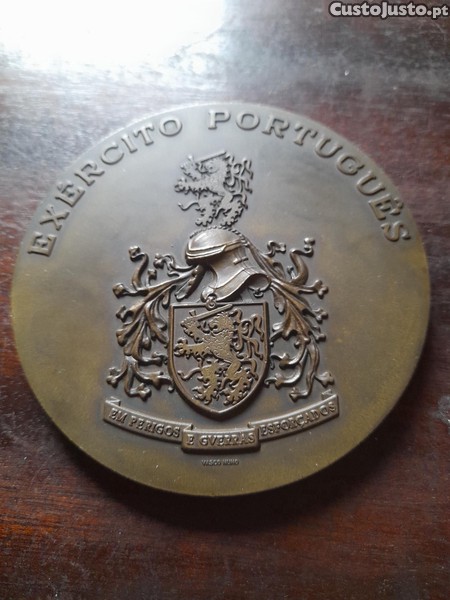 CustoJusto.pt
EXÉRCITO PORTUGUÊS
EM PERIGOS E GVERRAS ESFORÇADOS